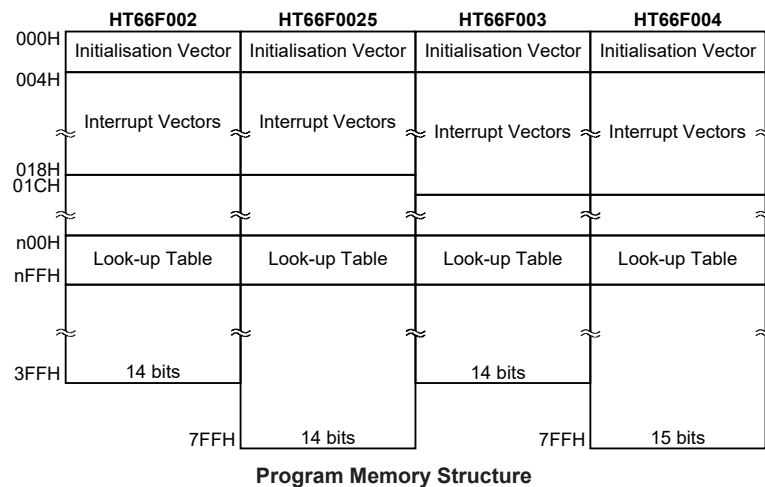 HT66F002 HT66F0025 HT66F003 HT66F004
000H
Initialisation Vector Initialisation Vector Initialisation Vector Initialisation Vector
004H
Interrupt Vectors Interrupt Vectors Interrupt Vectors Interrupt Vectors
018H
01CH
n00H
Look-up Table Look-up Table Look-up Table Look-up Table
nFFH
3FFH 14 bits 14 bits
7FFH 14 bits 7FFH 15 bits
Program Memory Structure